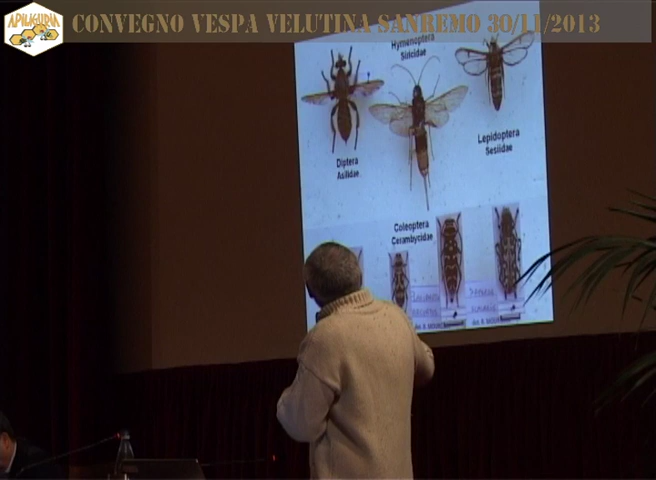 APILIGURIA
CONVEGNO VESPA VELUTINA SANREMO 30/11/2013
Hymenoptera
Siricidae
Lepidoptera
Sesiidae
Diptera
Asilidae
Coleoptera
Cerambycidae